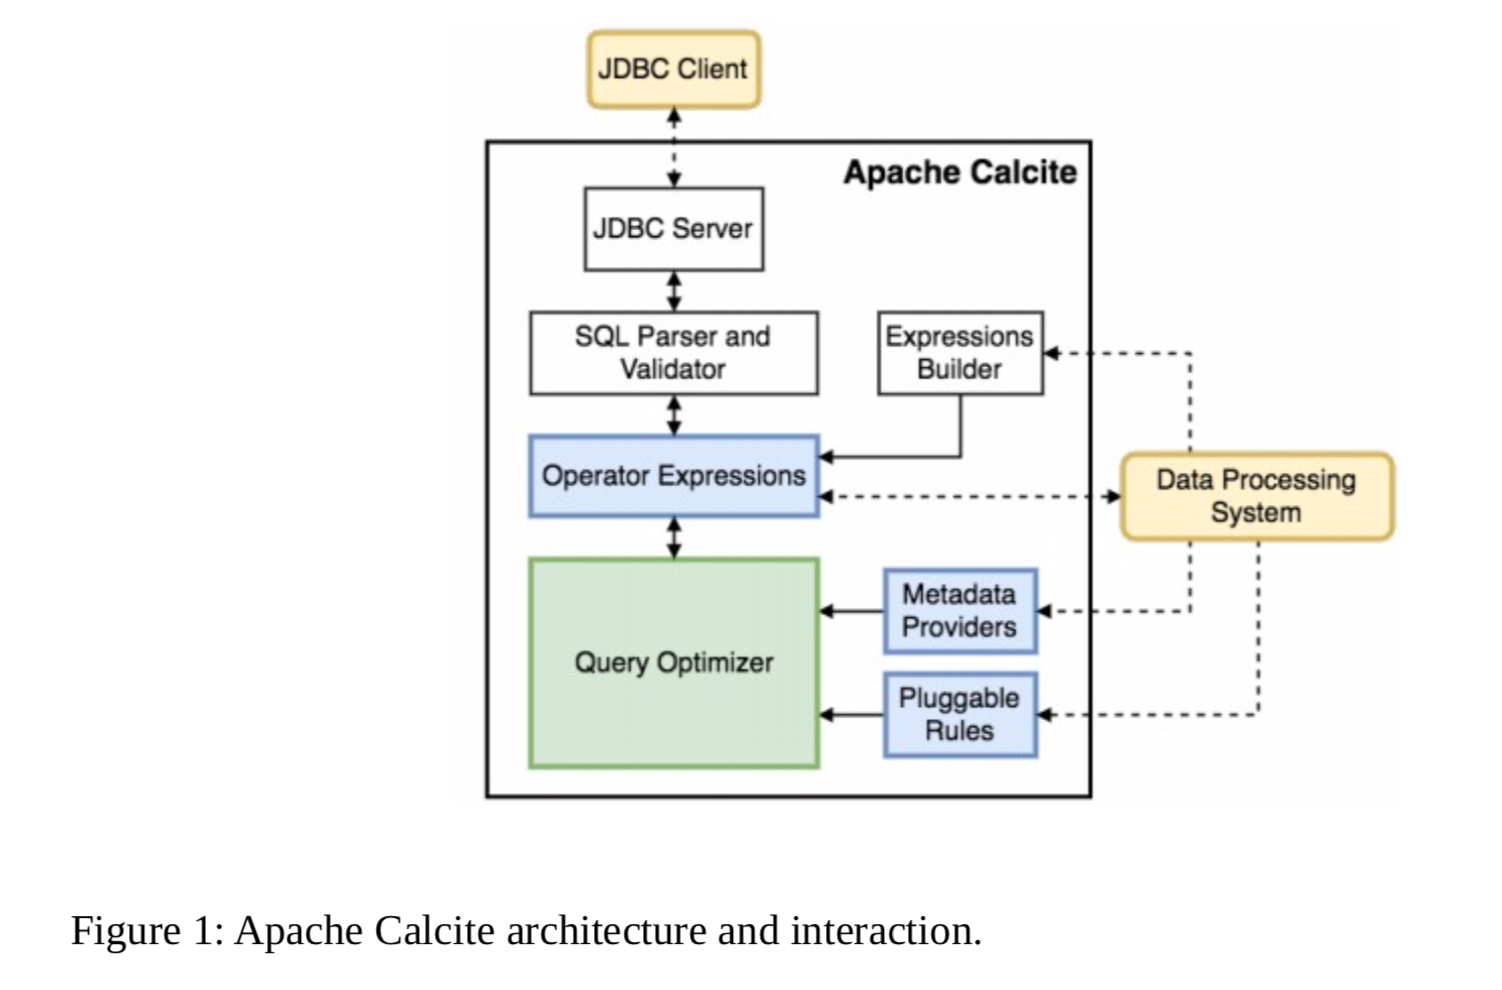 JDBC Client
Apache Calcite
JDBC Server
SQL Parser and
Validator
Expressions
Builder
Operator Expressions
Data Processing
System
Query Optimizer
Metadada
Providers
Pluggable
Rules
Figure 1: Apache Calcite architecture and interaction.